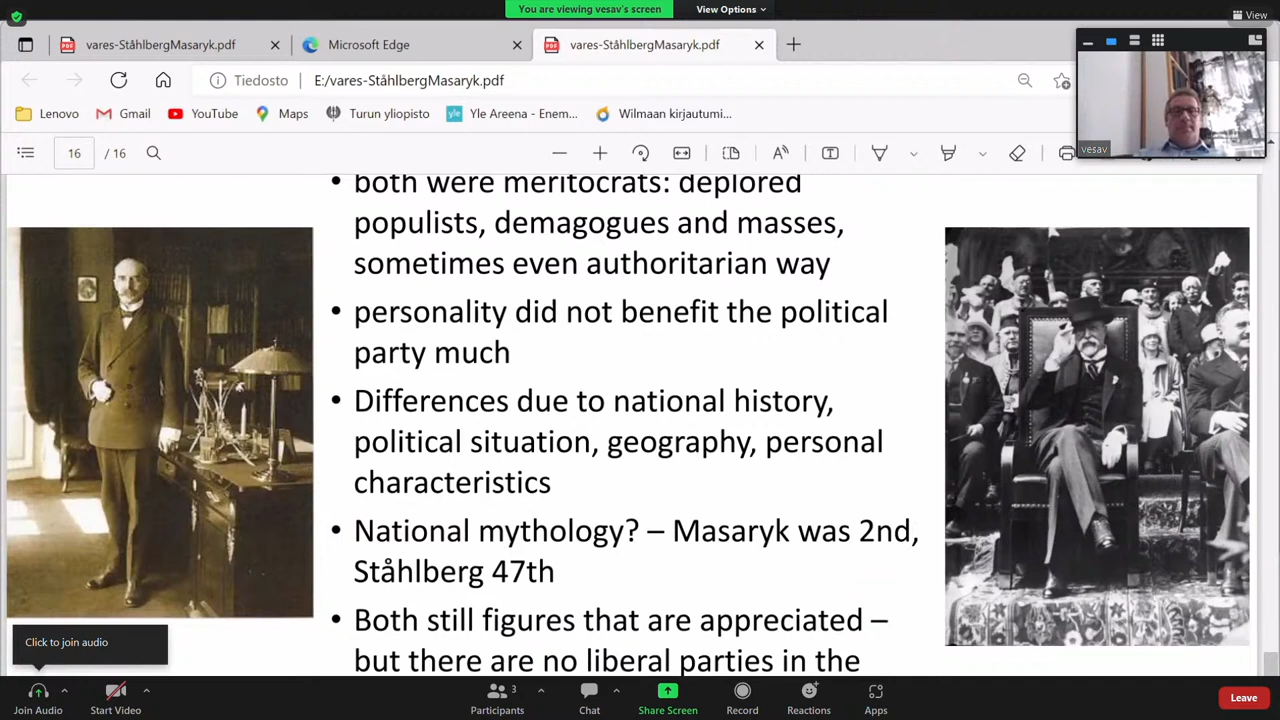 You are viewing vesav's screen
View Options
View
vares-StåhlbergMasaryk.pdf
Microsoft Edge
vares-StåhlbergMasaryk.pdf
Tiedosto
E:/vares-StåhlbergMasaryk.pdf
Lenovo
Gmail
YouTube
Maps
Turun yliopisto
Yle Areena - Enem...
Wilmaan kirjautumi...
vesav
16 / 16
• both were meritocrats: deplored
populists, demagogues and masses,
sometimes even authoritarian way
• personality did not benefit the political
party much
• Differences due to national history,
political situation, geography, personal
characteristics
• National mythology? – Masaryk was 2nd,
Ståhlberg 47th
• Both still figures that are appreciated –
but there are no liberal parties in the
Click to join audio
Join Audio
Start Video
Participants
3
Chat
Share Screen
Record
Reactions
Apps
Leave